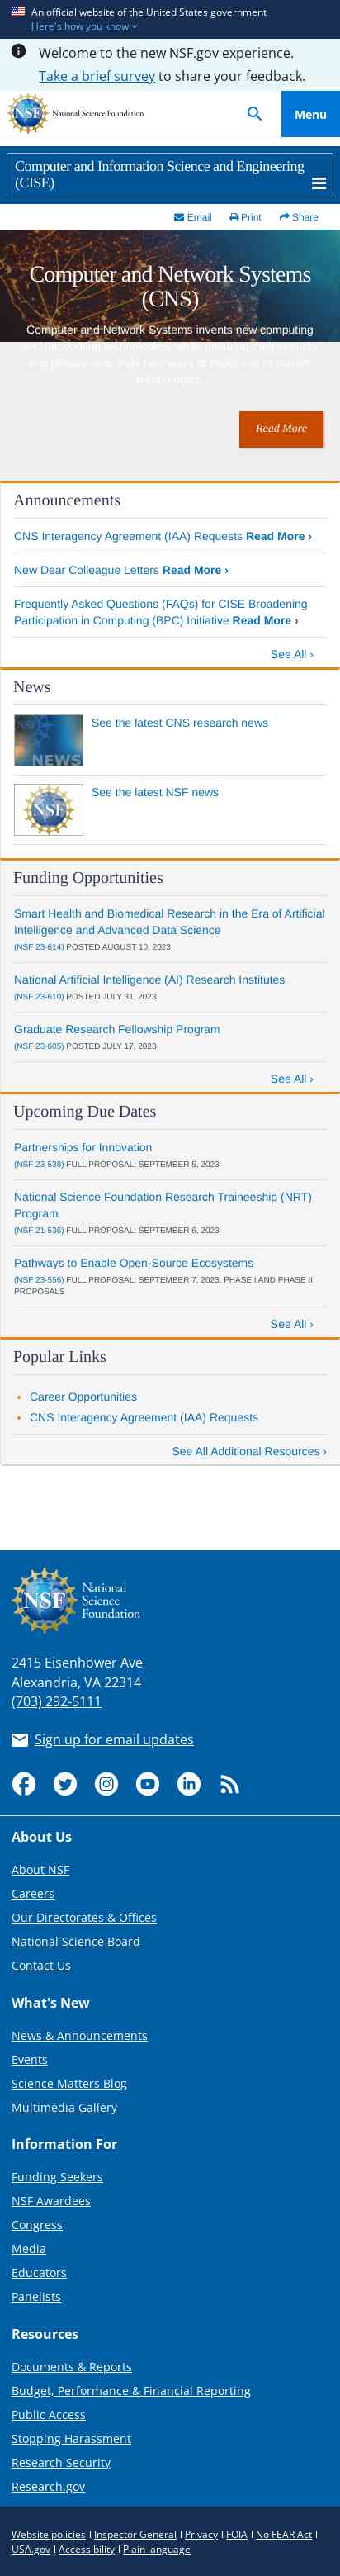 An official website of the United States government
Here's how you know
Welcome to the new NSF.gov experience.
Take a brief survey to share your feedback.
National Science Foundation
Menu
Computer and Information Science and Engineering
(CISE)
Email Print Share
Computer and Network Systems
(CNS)
Computer and Network Systems invents new computing
and networking technologies, while ensuring their security
and privacy, and finds new ways to make use of current
technologies.
Read More
Announcements
CNS Interagency Agreement (IAA) Requests Read More ›
New Dear Colleague Letters Read More ›
Frequently Asked Questions (FAQs) for CISE Broadening
Participation in Computing (BPC) Initiative Read More ›
See All ›
News
NEWS
See the latest CNS research news
NSF
See the latest NSF news
Funding Opportunities
Smart Health and Biomedical Research in the Era of Artificial
Intelligence and Advanced Data Science
(NSF 23-614) POSTED AUGUST 10, 2023
National Artificial Intelligence (AI) Research Institutes
(NSF 23-610) POSTED JULY 31, 2023
Graduate Research Fellowship Program
(NSF 23-605) POSTED JULY 17, 2023
See All ›
Upcoming Due Dates
Partnerships for Innovation
(NSF 23-538) FULL PROPOSAL: SEPTEMBER 5, 2023
National Science Foundation Research Traineeship (NRT)
Program
(NSF 21-536) FULL PROPOSAL: SEPTEMBER 6, 2023
Pathways to Enable Open-Source Ecosystems
(NSF 23-556) FULL PROPOSAL: SEPTEMBER 7, 2023, PHASE I AND PHASE II
PROPOSALS
See All ›
Popular Links
• Career Opportunities
• CNS Interagency Agreement (IAA) Requests
See All Additional Resources ›
NSF
National
Science
Foundation
2415 Eisenhower Ave
Alexandria, VA 22314
(703) 292-5111
Sign up for email updates
About Us
About NSF
Careers
Our Directorates & Offices
National Science Board
Contact Us
What's New
News & Announcements
Events
Science Matters Blog
Multimedia Gallery
Information For
Funding Seekers
NSF Awardees
Congress
Media
Educators
Panelists
Resources
Documents & Reports
Budget, Performance & Financial Reporting
Public Access
Stopping Harassment
Research Security
Research.gov
Website policies | Inspector General | Privacy | FOIA | No FEAR Act |
USA.gov | Accessibility | Plain language